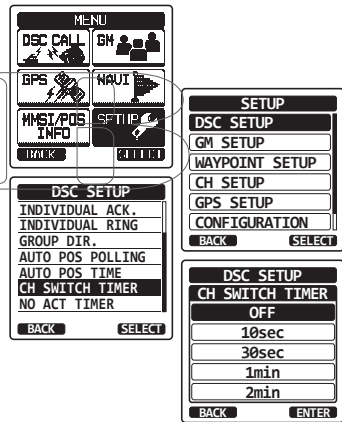 MENU
DSC CALL GM
GPS NAVI
MMSI/POS INFO SETUP
BACK
SETUP
DSC SETUP
GM SETUP
WAYPOINT SETUP
CH SETUP
GPS SETUP
CONFIGURATION
BACK SELECT
DSC SETUP
INDIVIDUAL ACK.
INDIVIDUAL RING
GROUP DIR.
AUTO POS POLLING
AUTO POS TIME
CH SWITCH TIMER
NO ACT TIMER
BACK SELECT
DSC SETUP
CH SWITCH TIMER
OFF
10sec
30sec
1min
2min
BACK ENTER